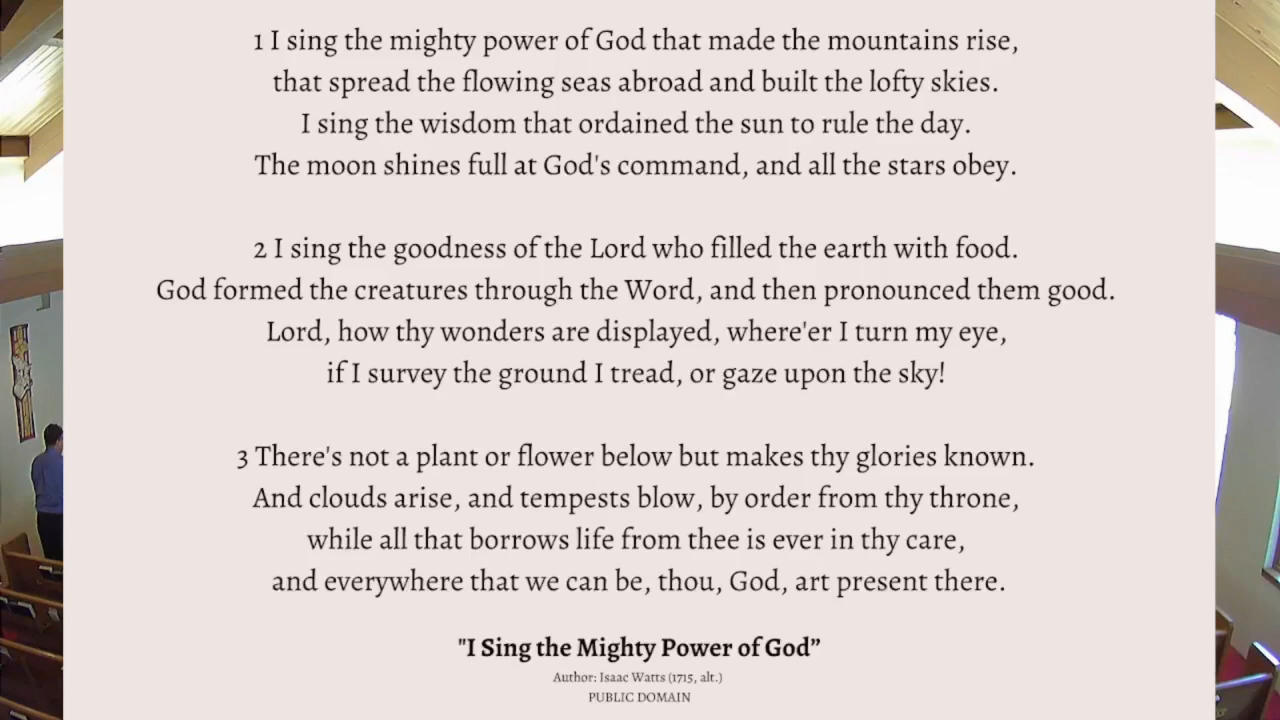 1 I sing the mighty power of God that made the mountains rise,
that spread the flowing seas abroad and built the lofty skies.
I sing the wisdom that ordained the sun to rule the day.
The moon shines full at God's command, and all the stars obey.
2 I sing the goodness of the Lord who filled the earth with food.
God formed the creatures through the Word, and then pronounced them good.
Lord, how thy wonders are displayed, where'er I turn my eye,
if I survey the ground I tread, or gaze upon the sky!
3 There's not a plant or flower below but makes thy glories known.
And clouds arise, and tempests blow, by order from thy throne,
while all that borrows life from thee is ever in thy care,
and everywhere that we can be, thou, God, art present there.
"I Sing the Mighty Power of God”
Author: Isaac Watts (1715, alt.)
PUBLIC DOMAIN